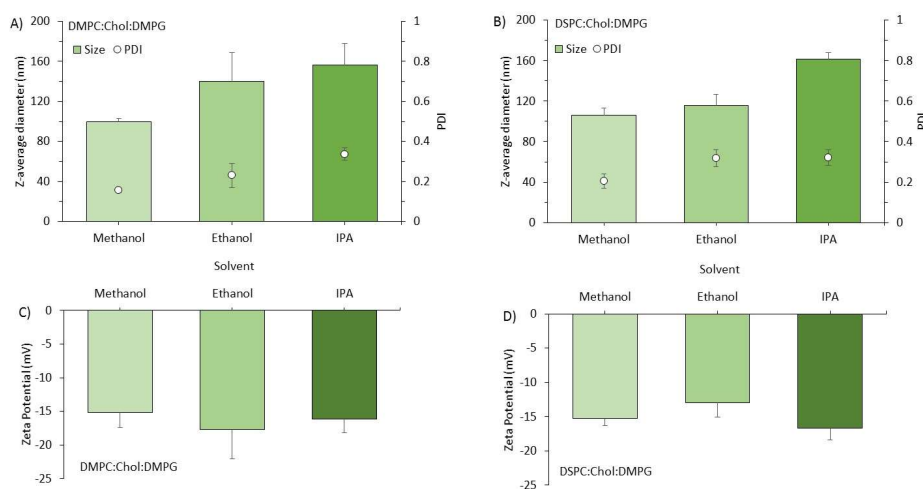 A)
DMPC:Chol:DMPG
Size PDI
Z-average diameter (nm)
200
160
120
80
40
0
1
0.8
0.6
0.4
0.2
0
PDI
Methanol Ethanol IPA
Solvent
B)
DSPC:Chol:DMPG
Size PDI
Z-average diameter (nm)
200
160
120
80
40
0
1
0.8
0.6
0.4
0.2
0
PDI
Methanol Ethanol IPA
Solvent
C)
Methanol Ethanol IPA
Zeta Potential (mV)
0
-5
-10
-15
-20
-25
DMPC:Chol:DMPG
D)
Methanol Ethanol IPA
Zeta Potential (mV)
0
-5
-10
-15
-20
-25
DSPC:Chol:DMPG